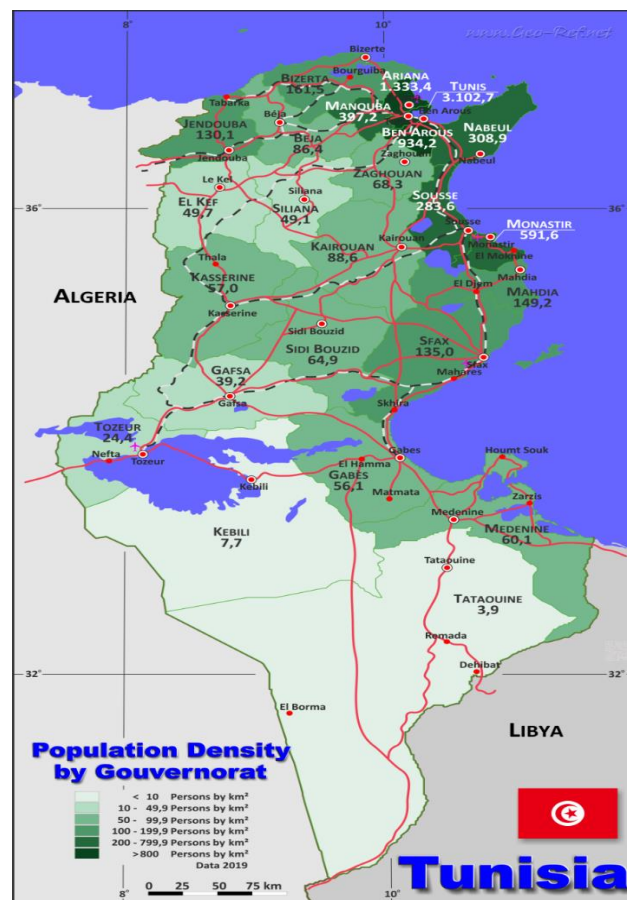 8°
10°
www.Geo-Ref.net
Bizerte
Bourguiba
BIZERTA
161,5
ARIANA
1.333,4
TUNIS
3.102,7
Tabarka
MANQUBA
397,2
Ben Arous
JENDOUBA
130,1
Béja
BEJA
86,4
BEN AROUS
934,2
NABEUL
308,9
Jendouba
Zaghouan
Nabeul
ZAGHOUAN
68,3
Le Kef
EL KEF
49,7
Siliana
SILIANA
49,1
SOUSSE
283,6
36°
36°
Sousse
MONASTIR
591,6
KAIROUAN
88,6
Kairouan
Monastir
El Moknine
Thala
Mahdia
KASSERINE
57,0
El Djem
MAHDIA
149,2
ALGERIA
Kasserine
Sidi Bouzid
SIDI BOUZID
64,9
SFAX
135,0
Sfax
GAFSA
39,2
Mahares
Gafsa
Skhira
TOZEUR
24,4
Nefta
Tozeur
Gabes
Houmt Souk
El Hamma
GABÈS
56,1
Kebili
Matmata
Zarzis
KEBILI
7,7
Medenine
MEDENINE
60,1
Tataouine
TATAOUINE
3,9
Remada
32°
32°
Dehibat
El Borma
LIBYA
Population Density
by Gouvernorat
< 10 Persons by km²
10 - 49,9 Persons by km²
50 - 99,9 Persons by km²
100 - 199,9 Persons by km²
200 - 799,9 Persons by km²
>800 Persons by km²
Data 2019
0 25 50 75 km
10°
Tunisia